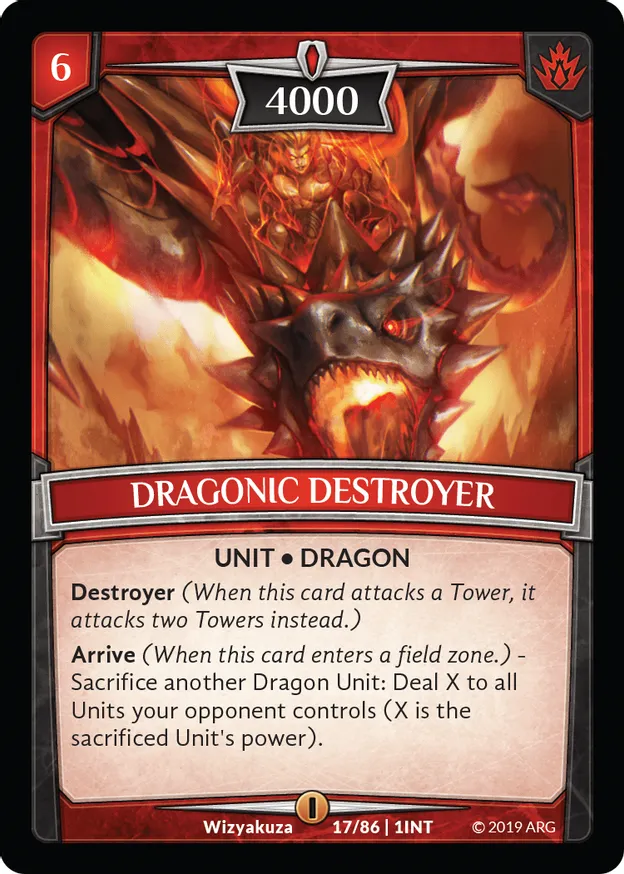 6
4000
DRAGONIC DESTROYER
UNIT • DRAGON
Destroyer (When this card attacks a Tower, it
attacks two Towers instead.)
Arrive (When this card enters a field zone.) -
Sacrifice another Dragon Unit: Deal X to all
Units your opponent controls (X is the
sacrificed Unit's power).
I
Wizyakuza 17/86 | 1INT © 2019 ARG